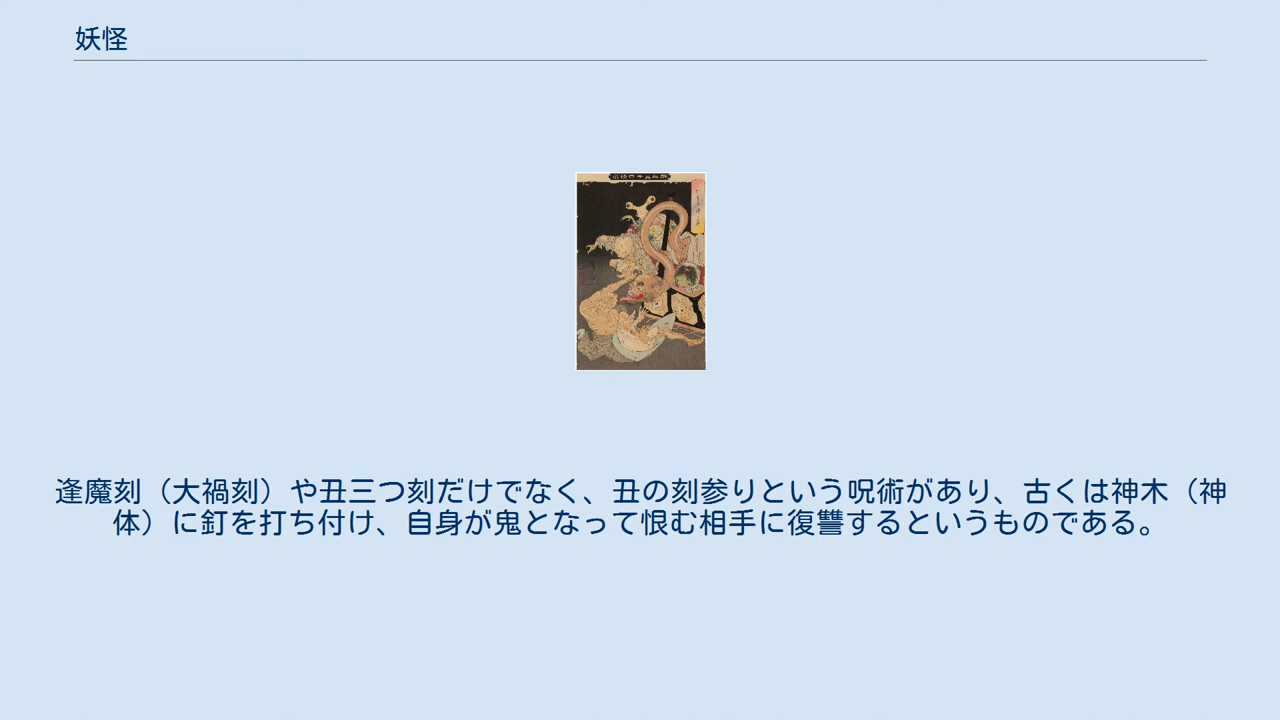 妖怪
逢魔刻（大禍刻）や丑三つ刻だけでなく、丑の刻参りという呪術があり、古くは神木（神
体）に釘を打ち付け、自身が鬼となって恨む相手に復讐するというものである。